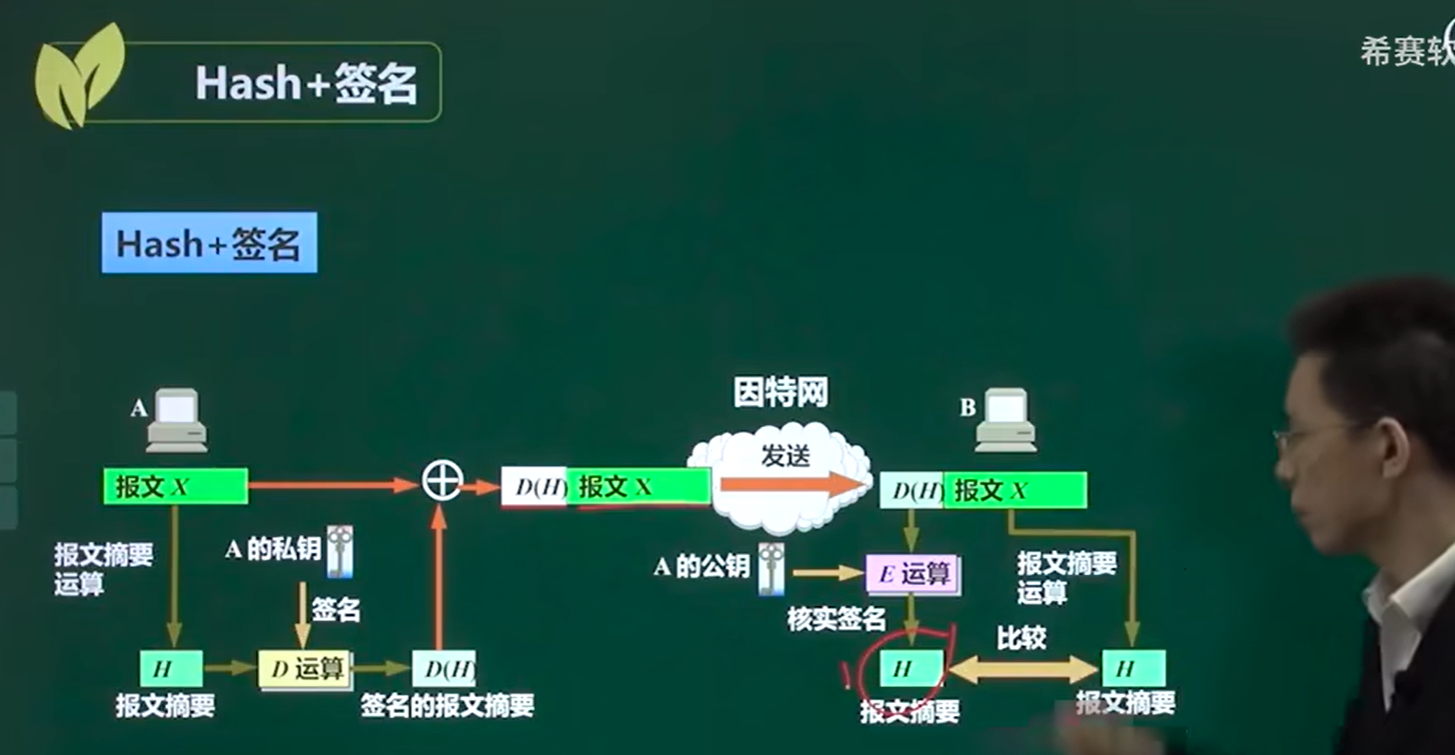 希赛软
Hash+签名
Hash+签名
因特网
A
B
发送
报文 X
D(H) 报文 X
D(H) 报文 X
报文摘要
运算
A 的私钥
签名
A 的公钥
E 运算
核实签名
报文摘要
运算
比较
H
D 运算
D(H)
H
H
报文摘要
签名的报文摘要
报文摘要
报文摘要